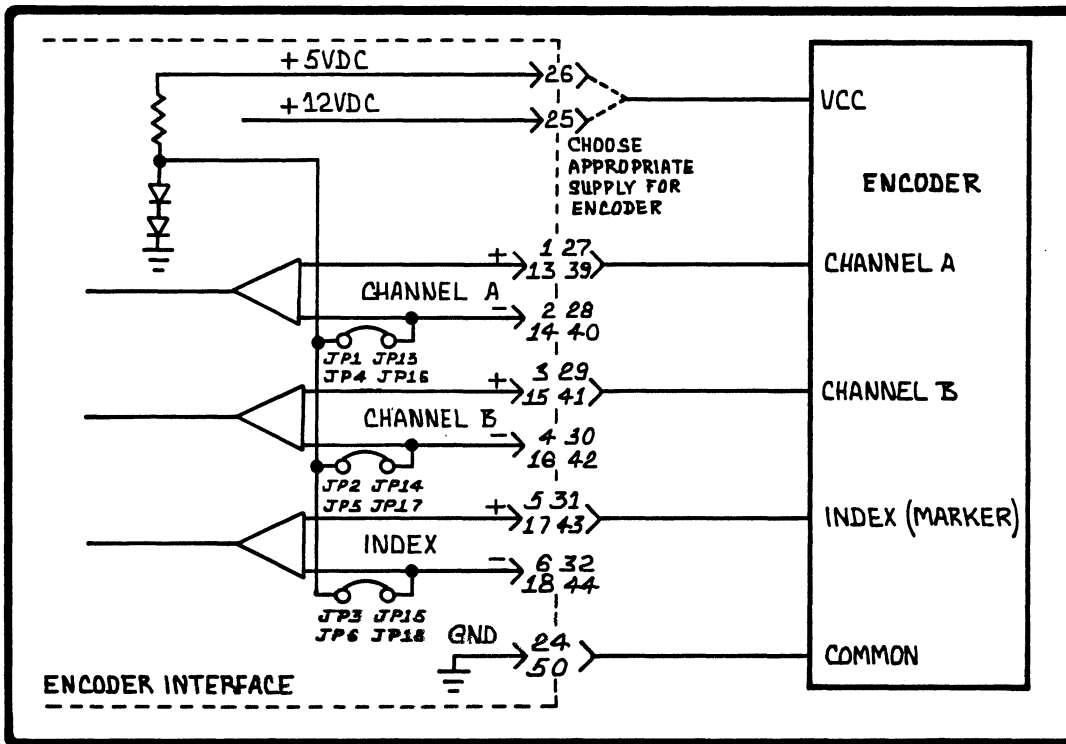 +5VDC
26
+12VDC
25
VCC
CHOOSE
APPROPRIATE
SUPPLY FOR
ENCODER
ENCODER
+
1 27
13 39
CHANNEL A
CHANNEL A
-
2 28
14 40
JP1 JP13
JP4 JP16
+
3 29
15 41
CHANNEL B
CHANNEL B
-
4 30
16 42
JP2 JP14
JP5 JP17
+
5 31
17 43
INDEX (MARKER)
INDEX
-
6 32
18 44
JP3 JP15
JP6 JP18
GND
24
50
COMMON
ENCODER INTERFACE